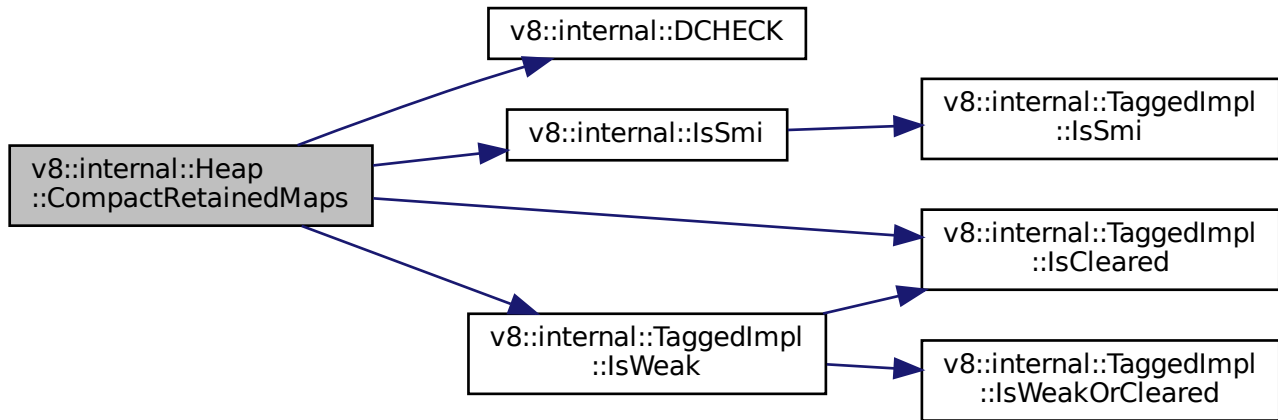 v8::internal::DCHECK
v8::internal::IsSmi
v8::internal::TaggedImpl
::IsSmi
v8::internal::Heap
::CompactRetainedMaps
v8::internal::TaggedImpl
::IsCleared
v8::internal::TaggedImpl
::IsWeak
v8::internal::TaggedImpl
::IsWeakOrCleared